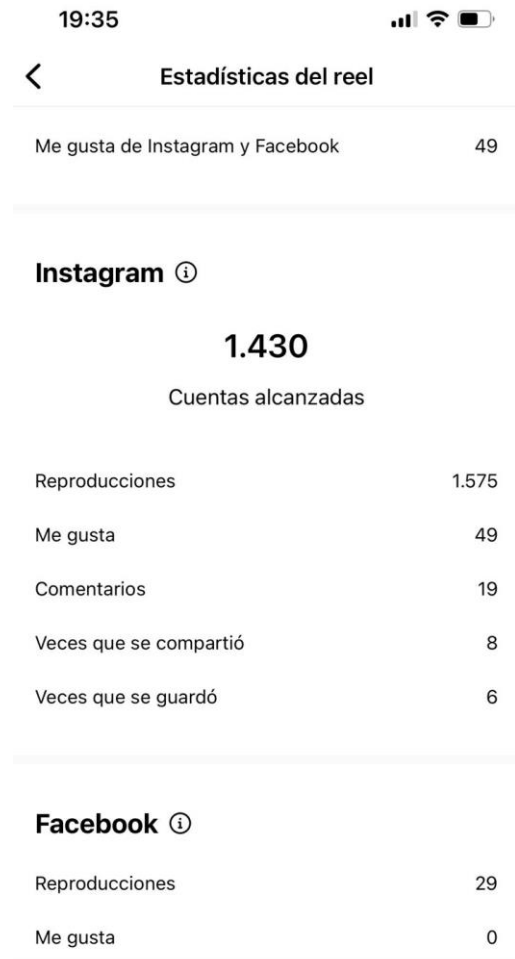 19:35
Estadísticas del reel
Me gusta de Instagram y Facebook 49
Instagram
1.430
Cuentas alcanzadas
Reproducciones 1.575
Me gusta 49
Comentarios 19
Veces que se compartió 8
Veces que se guardó 6
Facebook
Reproducciones 29
Me gusta 0